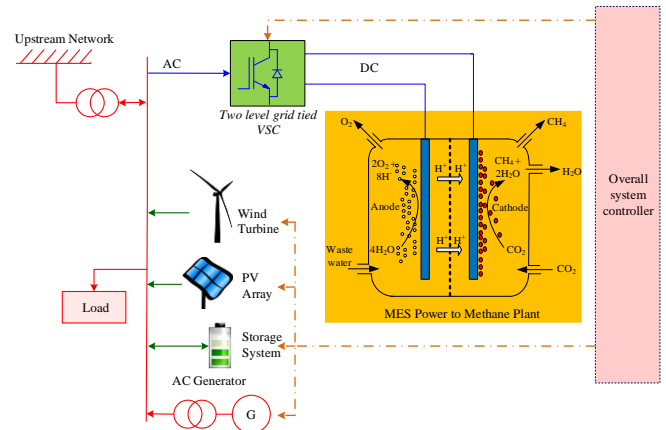 Upstream Network
AC
DC
Two level grid tied
VSC
O2
CH4
2O2+
8H-
H+
H+
CH4 +
2H2O
H2O
Anode
Cathode
H+
H+
4H2O
CO2
Waste
water
CO2
MES Power to Methane Plant
Overall
system
controller
Wind
Turbine
PV
Array
Load
Storage
System
AC Generator
G